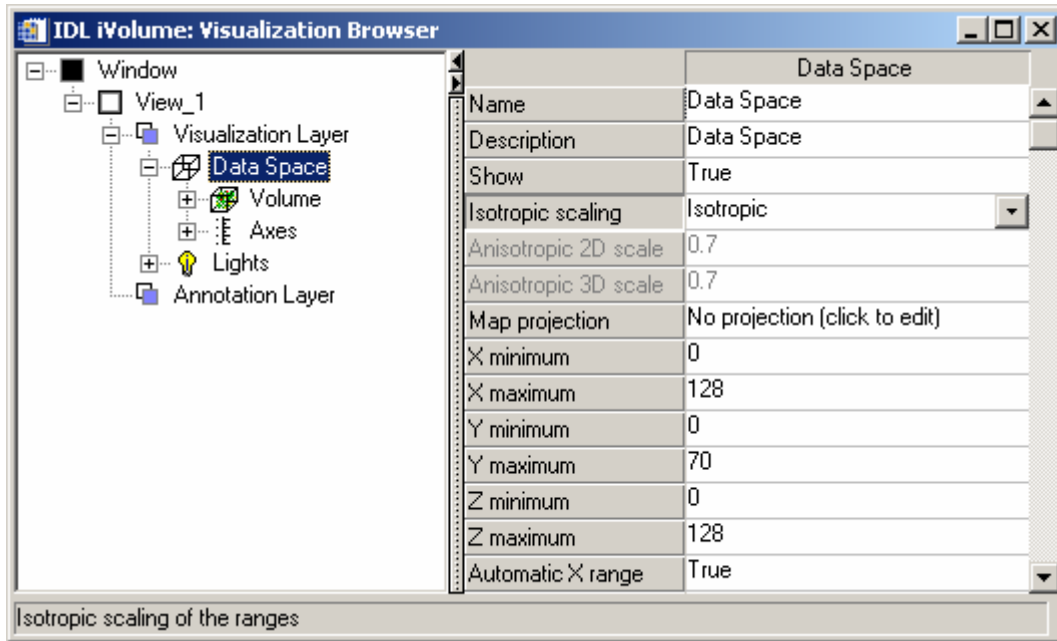 IDL iVolume: Visualization Browser
Window
View_1
Visualization Layer
Data Space
Volume
Axes
Lights
Annotation Layer
Data Space
Name Data Space
Description Data Space
Show True
Isotropic scaling Isotropic
Anisotropic 2D scale 0.7
Anisotropic 3D scale 0.7
Map projection No projection (click to edit)
X minimum 0
X maximum 128
Y minimum 0
Y maximum 70
Z minimum 0
Z maximum 128
Automatic X range True
Isotropic scaling of the ranges